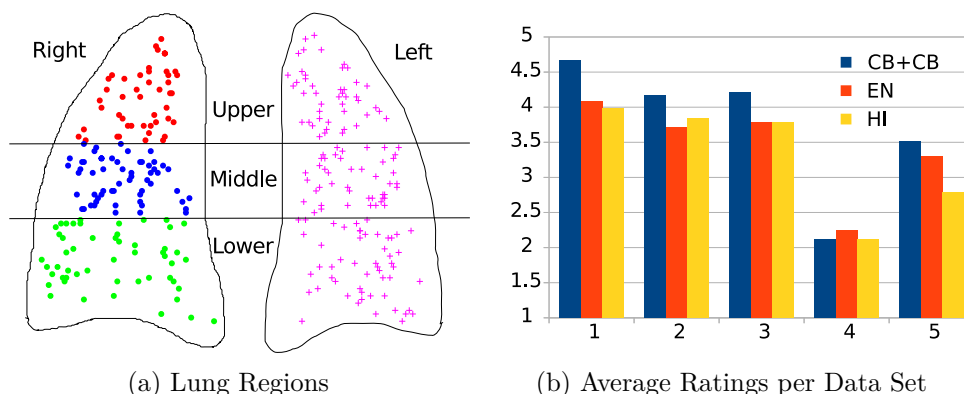 Right
Left
Upper
Middle
Lower
(a) Lung Regions
5
4.5
4
3.5
3
2.5
2
1.5
1
CB+CB
EN
HI
1 2 3 4 5
(b) Average Ratings per Data Set